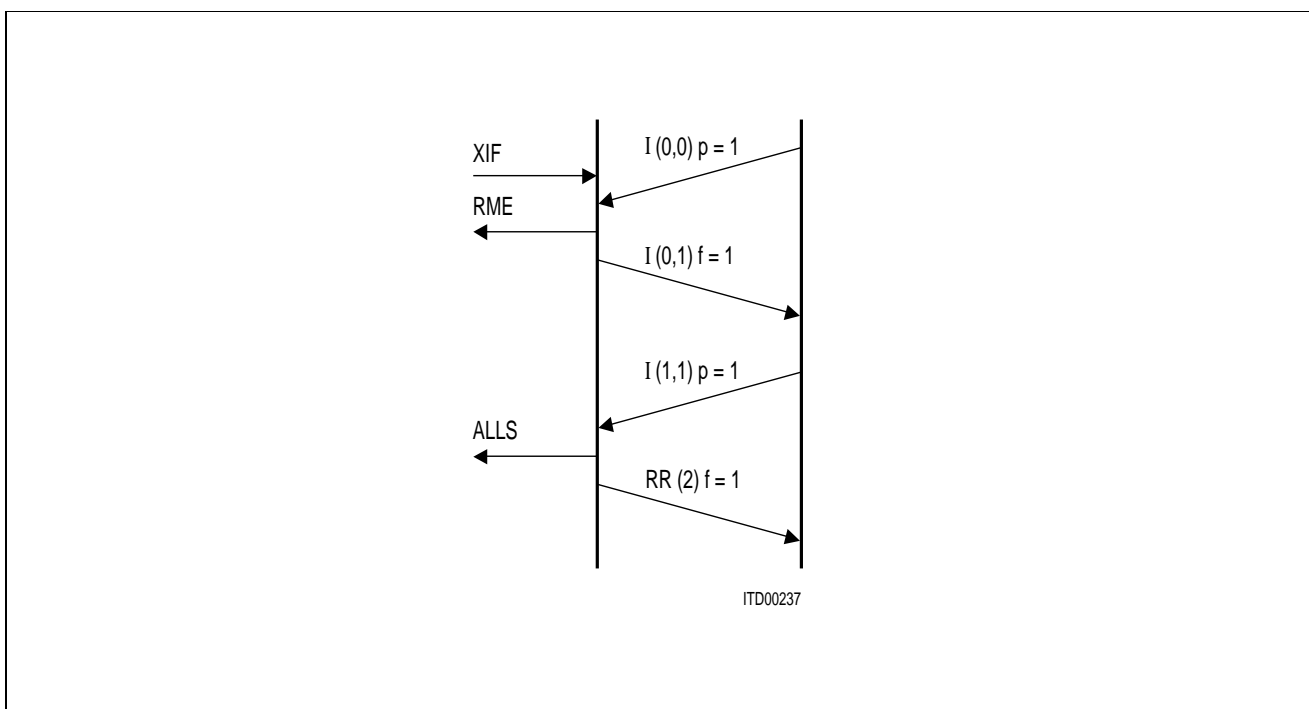 XIF
I (0,0) p = 1
RME
I (0,1) f = 1
I (1,1) p = 1
ALLS
RR (2) f = 1
ITD00237